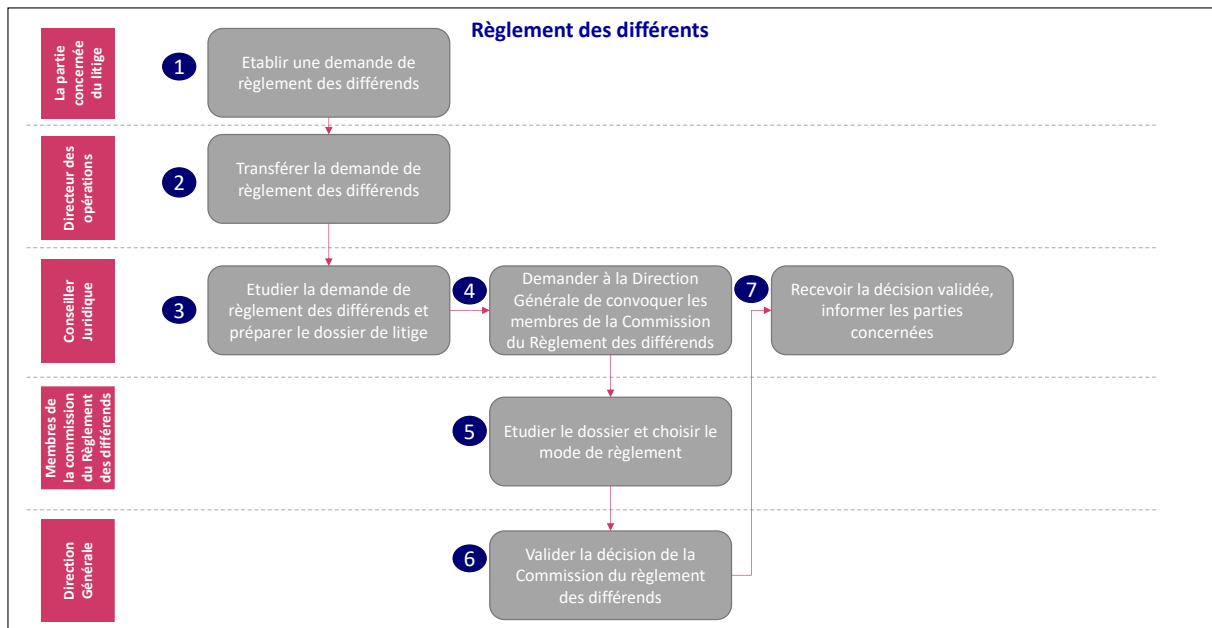 Règlement des différents
La partie
concernée
du litige
1
Etablir une demande de
règlement des différends
Directeur des
opérations
2
Transférer la demande de
règlement des différends
Conseiller
Juridique
3
Etudier la demande de
règlement des différends et
préparer le dossier de litige
4
Demander à la Direction
Générale de convoquer les
membres de la Commission
du Règlement des différends
7
Recevoir la décision validée,
informer les parties
concernées
Membres de
la commission
du Règlement
des différends
5
Etudier le dossier et choisir le
mode de règlement
Direction
Générale
6
Valider la décision de la
Commission du règlement
des différends